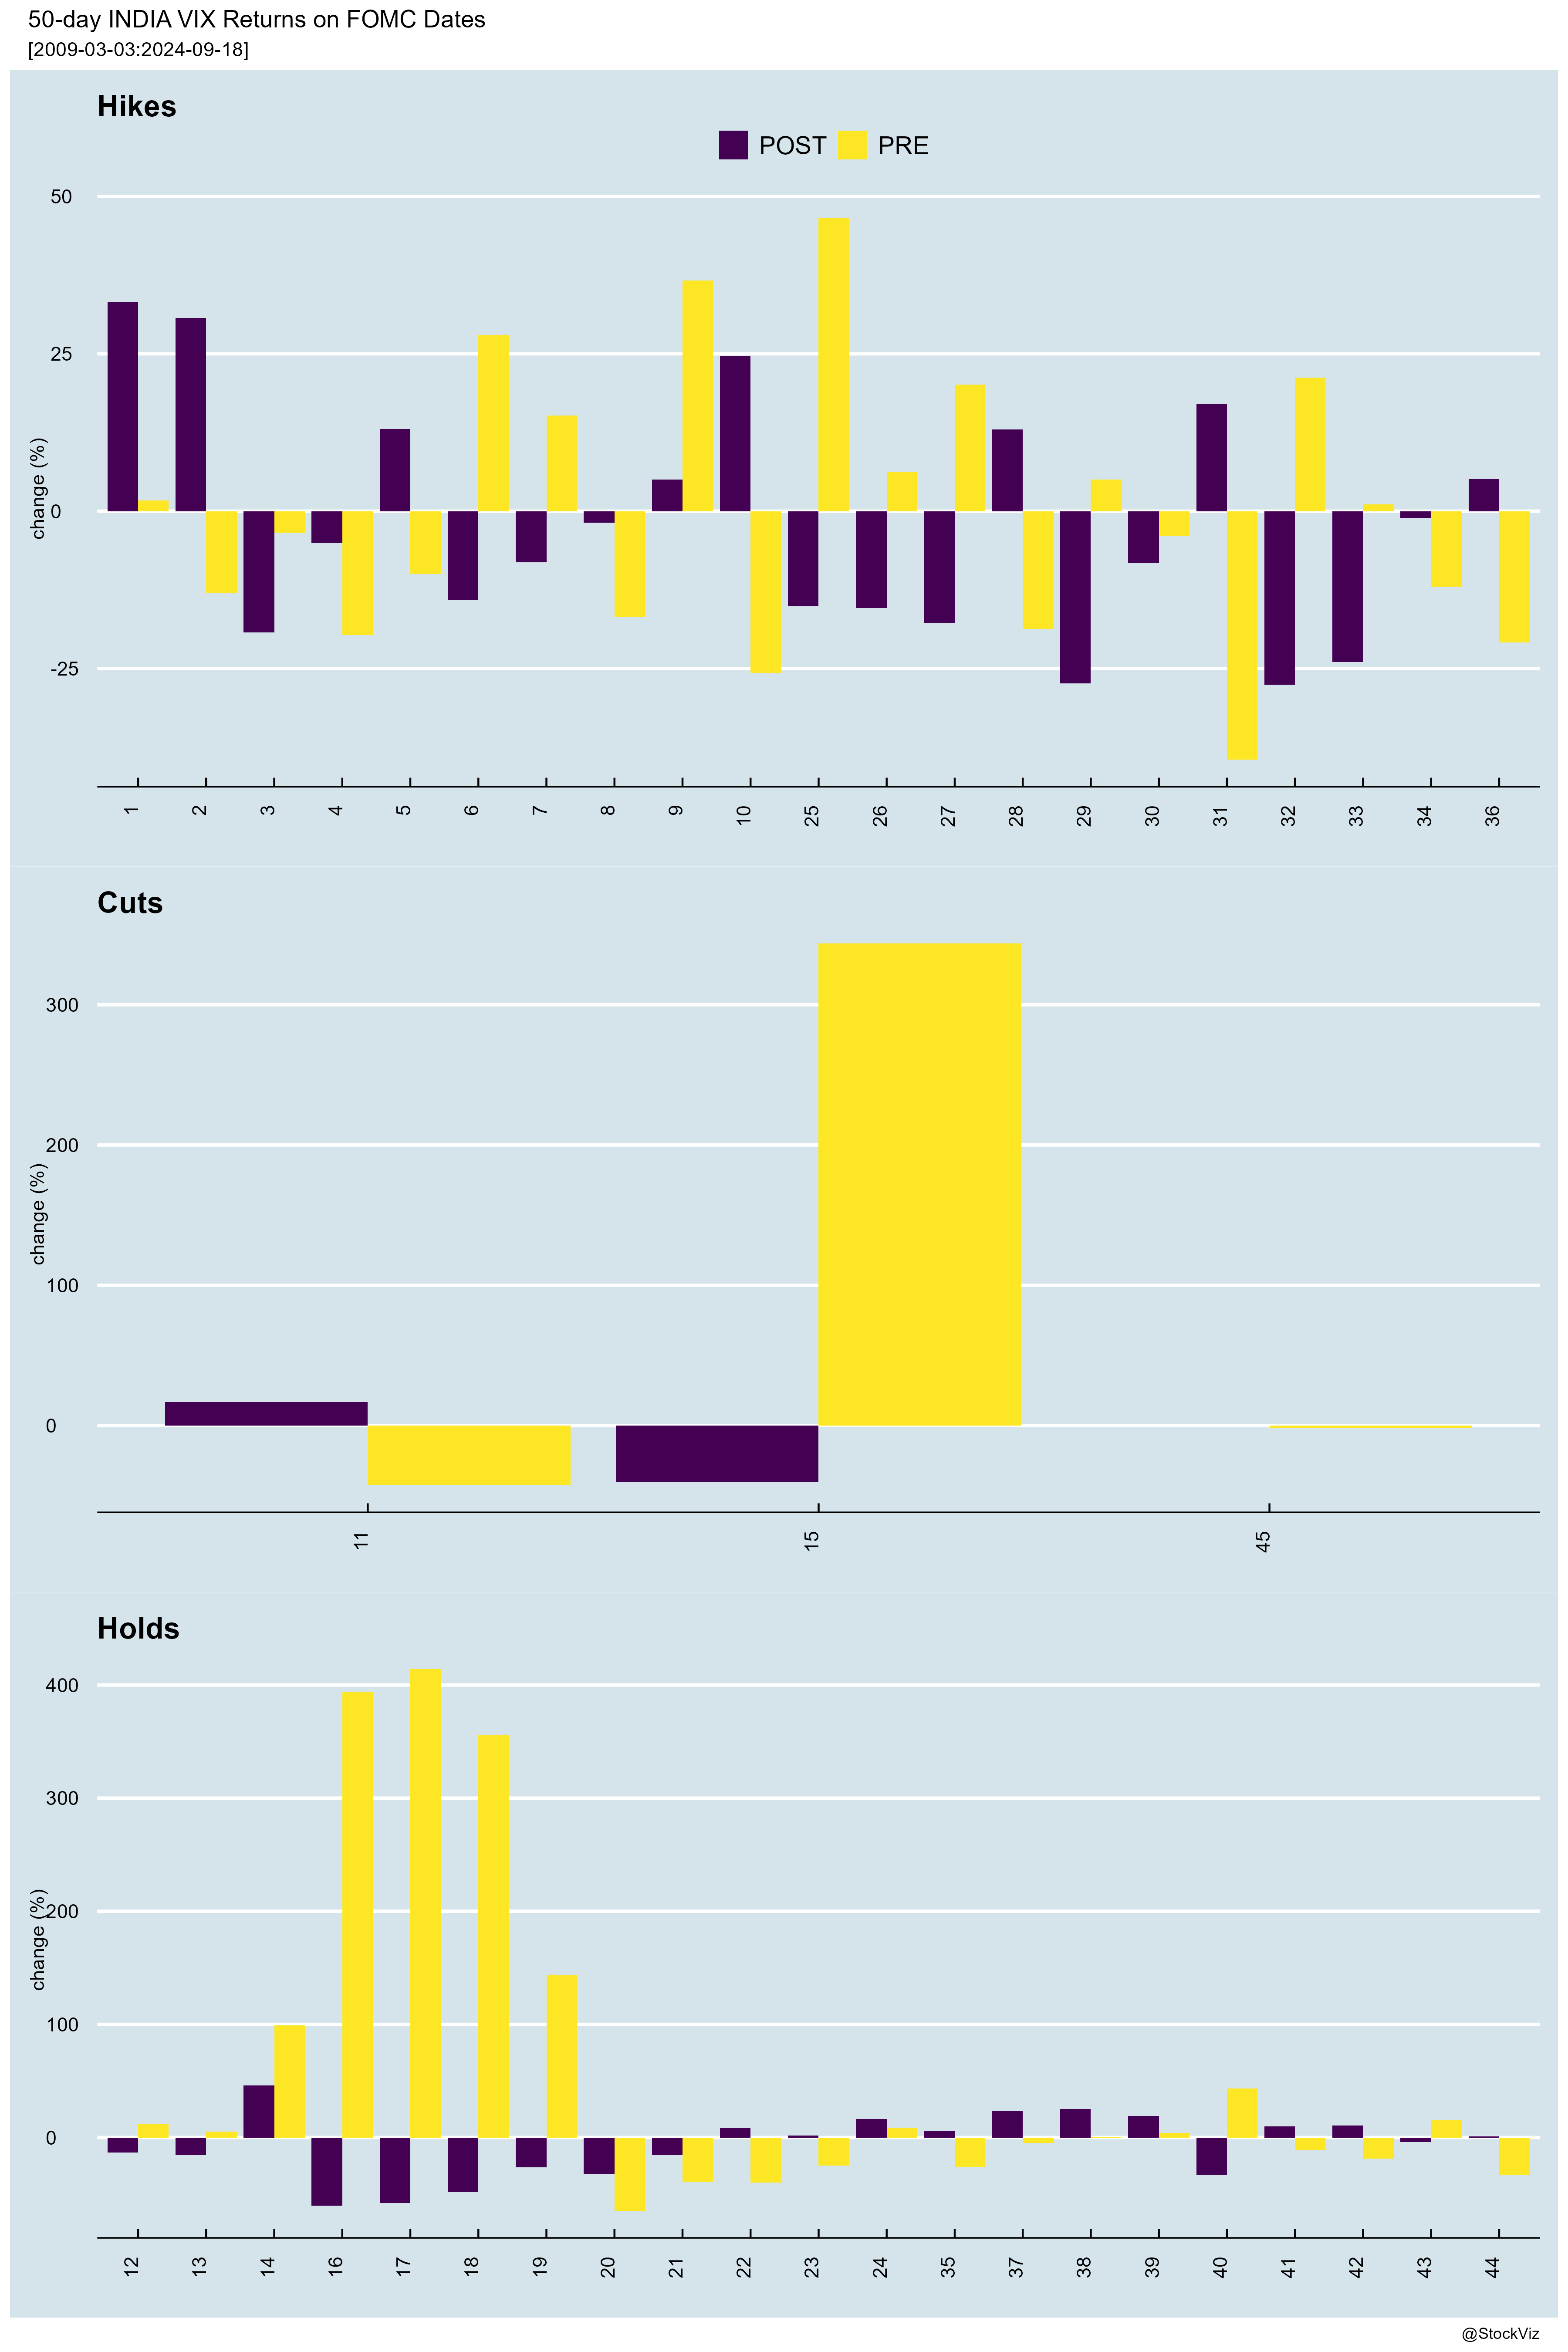 50-day INDIA VIX Returns on FOMC Dates
[2009-03-03:2024-09-18]
Hikes
POST PRE
50
25
0
-25
change (%)
1 2 3 4 5 6 7 8 9 10 25 26 27 28 29 30 31 32 33 34 36
Cuts
300
200
100
0
change (%)
11 15 45
Holds
400
300
200
100
0
change (%)
12 13 14 16 17 18 19 20 21 22 23 24 35 37 38 39 40 41 42 43 44
@StockViz